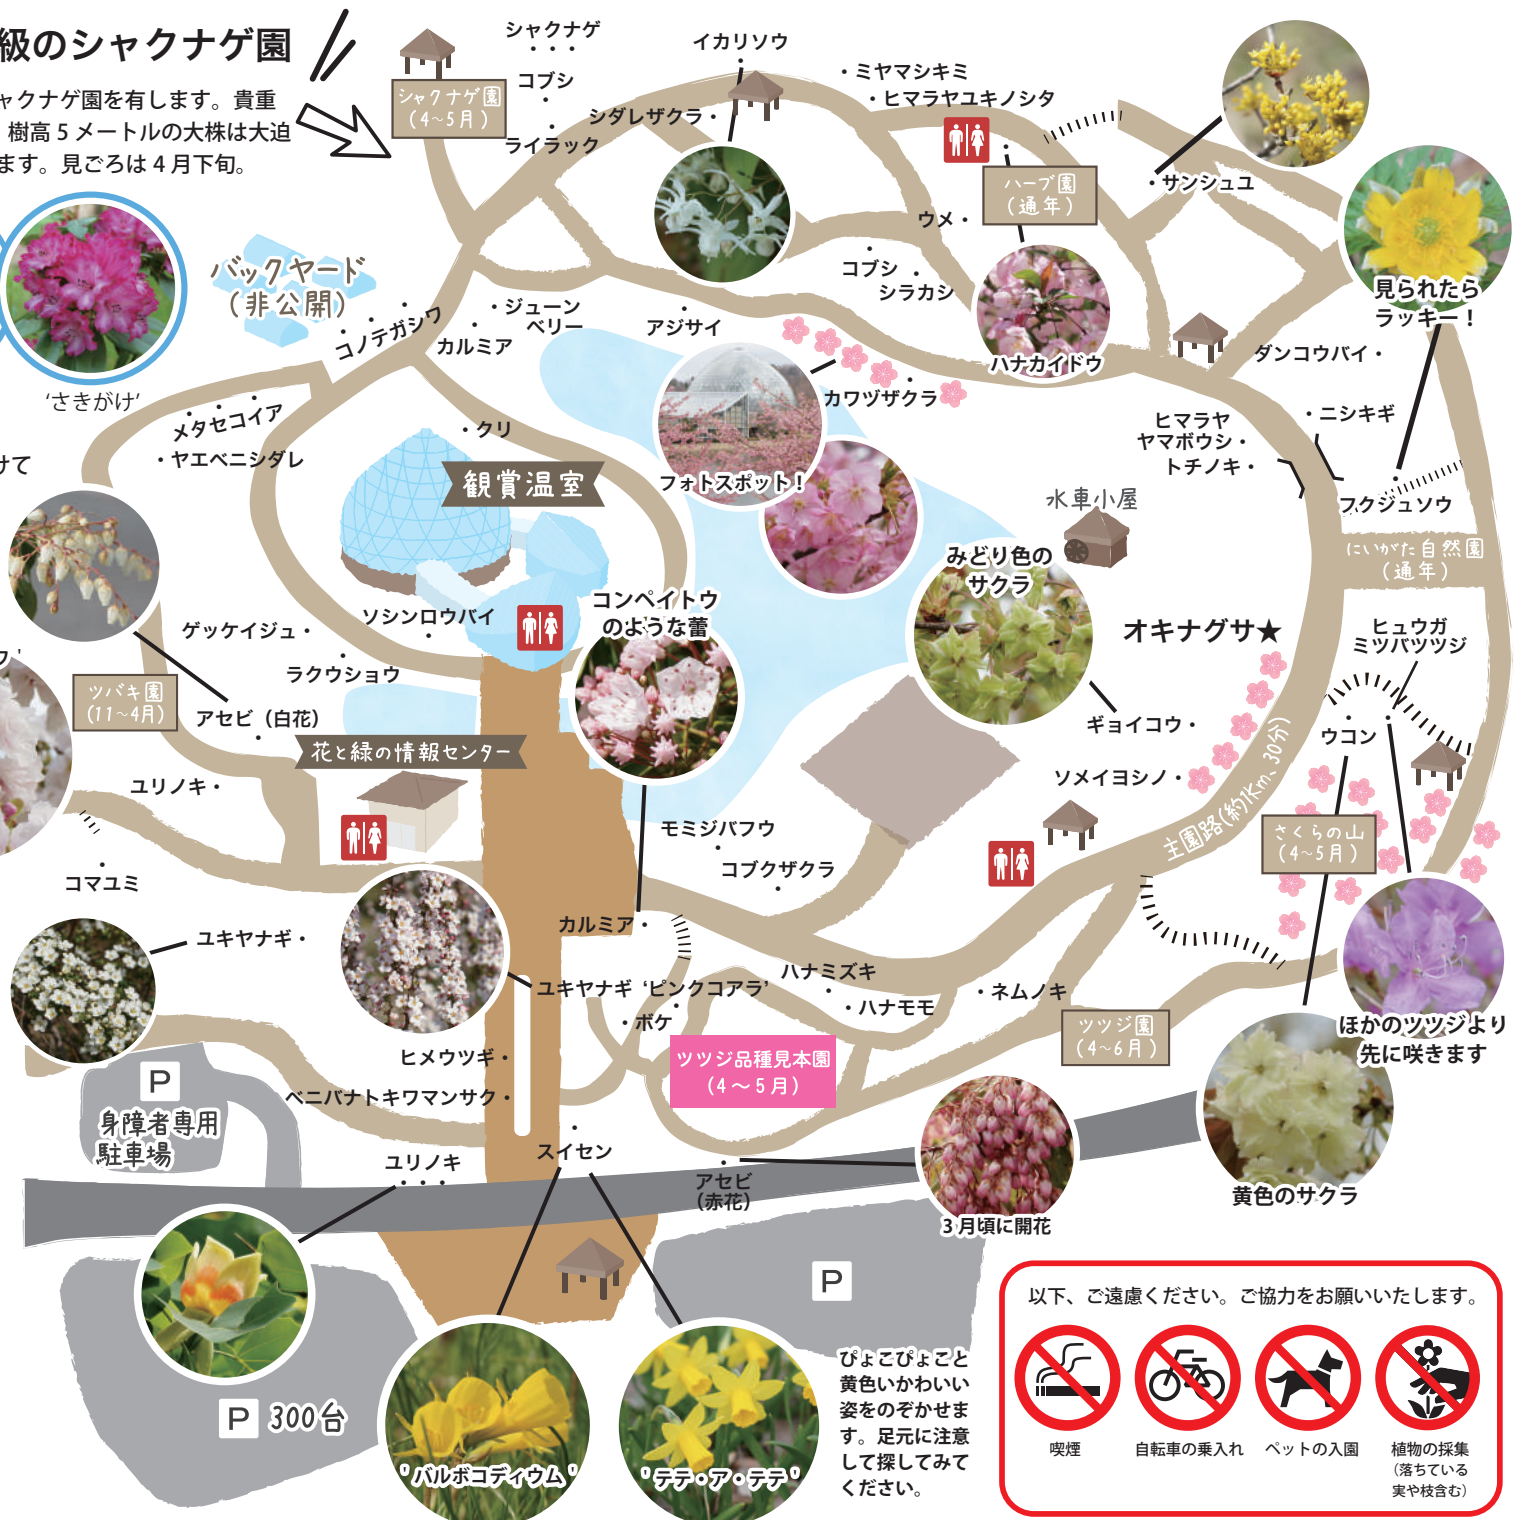 級のシャクナゲ園
ャクナゲ園を有します。貴重
樹高5メートルの大株は大迫
ます。見ごろは4月下旬。
シャクナゲ園
(4~5月)
シャクナゲ
コブシ
ライラック
シダレザクラ・
イカリソウ
・ミヤマシキミ
・ヒマラヤユキノシタ
ハーブ園
(通年)
・サンシュユ
ウメ・
コブシ
シラカシ
ハナカイドウ
見られたら
ラッキー!
ダンコウバイ・
バックヤード
(非公開)
コノテガシワ
・ジューン
ベリー
カルミア
アジサイ
カワヅザクラ
フォトスポット!
'さきがけ'
メタセコイア
・ヤエベニシダレ
けて
・クリ
観賞温室
ヒマラヤ
ヤマボウシ・
・ニシキギ
トチノキ・
フクジュソウ
水車小屋
にいがた自然園
(通年)
みどり色の
サクラ
オキナグサ★
ヒュウガ
ミツバツツジ
ギョイコウ・
ウコン
ソメイヨシノ・
主園路(約1Km、30分)
さくらの山
(4~5月)
コンペイトウ
のような蕾
ソシンロウバイ
ゲッケイジュ・
ラクウショウ
ツバキ園
(11~4月)
アセビ(白花)
花と緑の情報センター
ユリノキ・
コマユミ
ユキヤナギ・
モミジバフウ
コブクザクラ
カルミア・
ハナミズキ
ユキヤナギ 'ピンクコアラ'
・ハナモモ
・ネムノキ
・ボケ
ツツジ園
(4~6月)
ツツジ品種見本園
(4~5月)
ほかのツツジより
先に咲きます
ヒメウツギ・
ベニバナトキワマンサク・
P
身障者専用
駐車場
ユリノキ
スイセン
アセビ
(赤花)
3月頃に開花
黄色のサクラ
P
P 300台
'バルボコディウム'
'テテ・ア・テテ'
ぴょこぴょこと
黄色いかわいい
姿をのぞかせま
す。足元に注意
して探してみて
ください。
以下、ご遠慮ください。ご協力をお願いいたします。
喫煙
自転車の乗入れ
ペットの入園
植物の採集
(落ちている
実や枝含む)